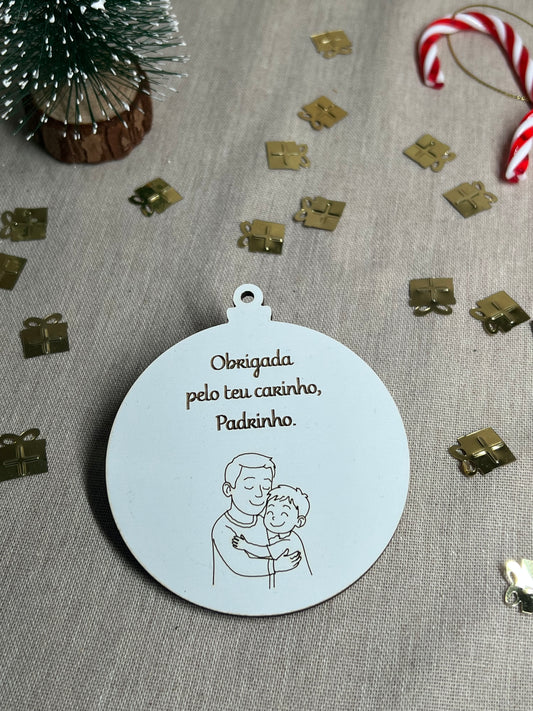 Obrigada
pelo teu carinho,
Padrinho.